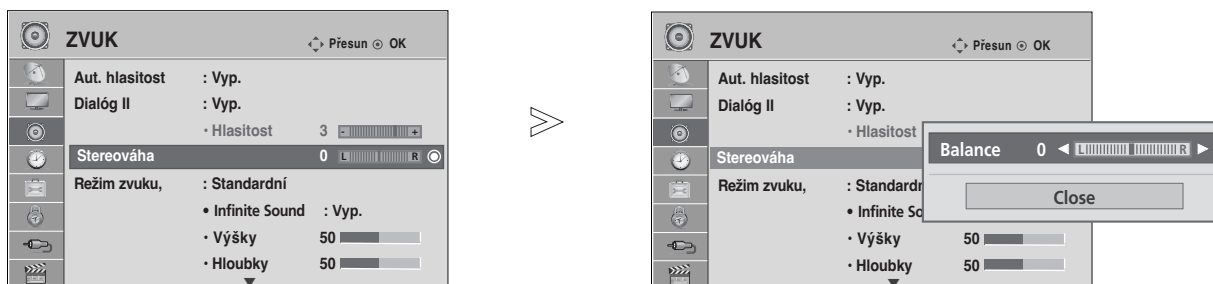 ZVUK
Přesun OK
Aut. hlasitost : Vyp.
Dialóg II : Vyp.
• Hlasitost 3 - +
Stereováha 0 L R
Režim zvuku, : Standardní
• Infinite Sound : Vyp.
• Výšky 50
• Hloubky 50
ZVUK
Přesun OK
Aut. hlasitost : Vyp.
Dialóg II : Vyp.
• Hlasitost
Stereováha
Balance 0 L R
Režim zvuku, : Standardn
Close
• Infinite So
• Výšky 50
• Hloubky 50